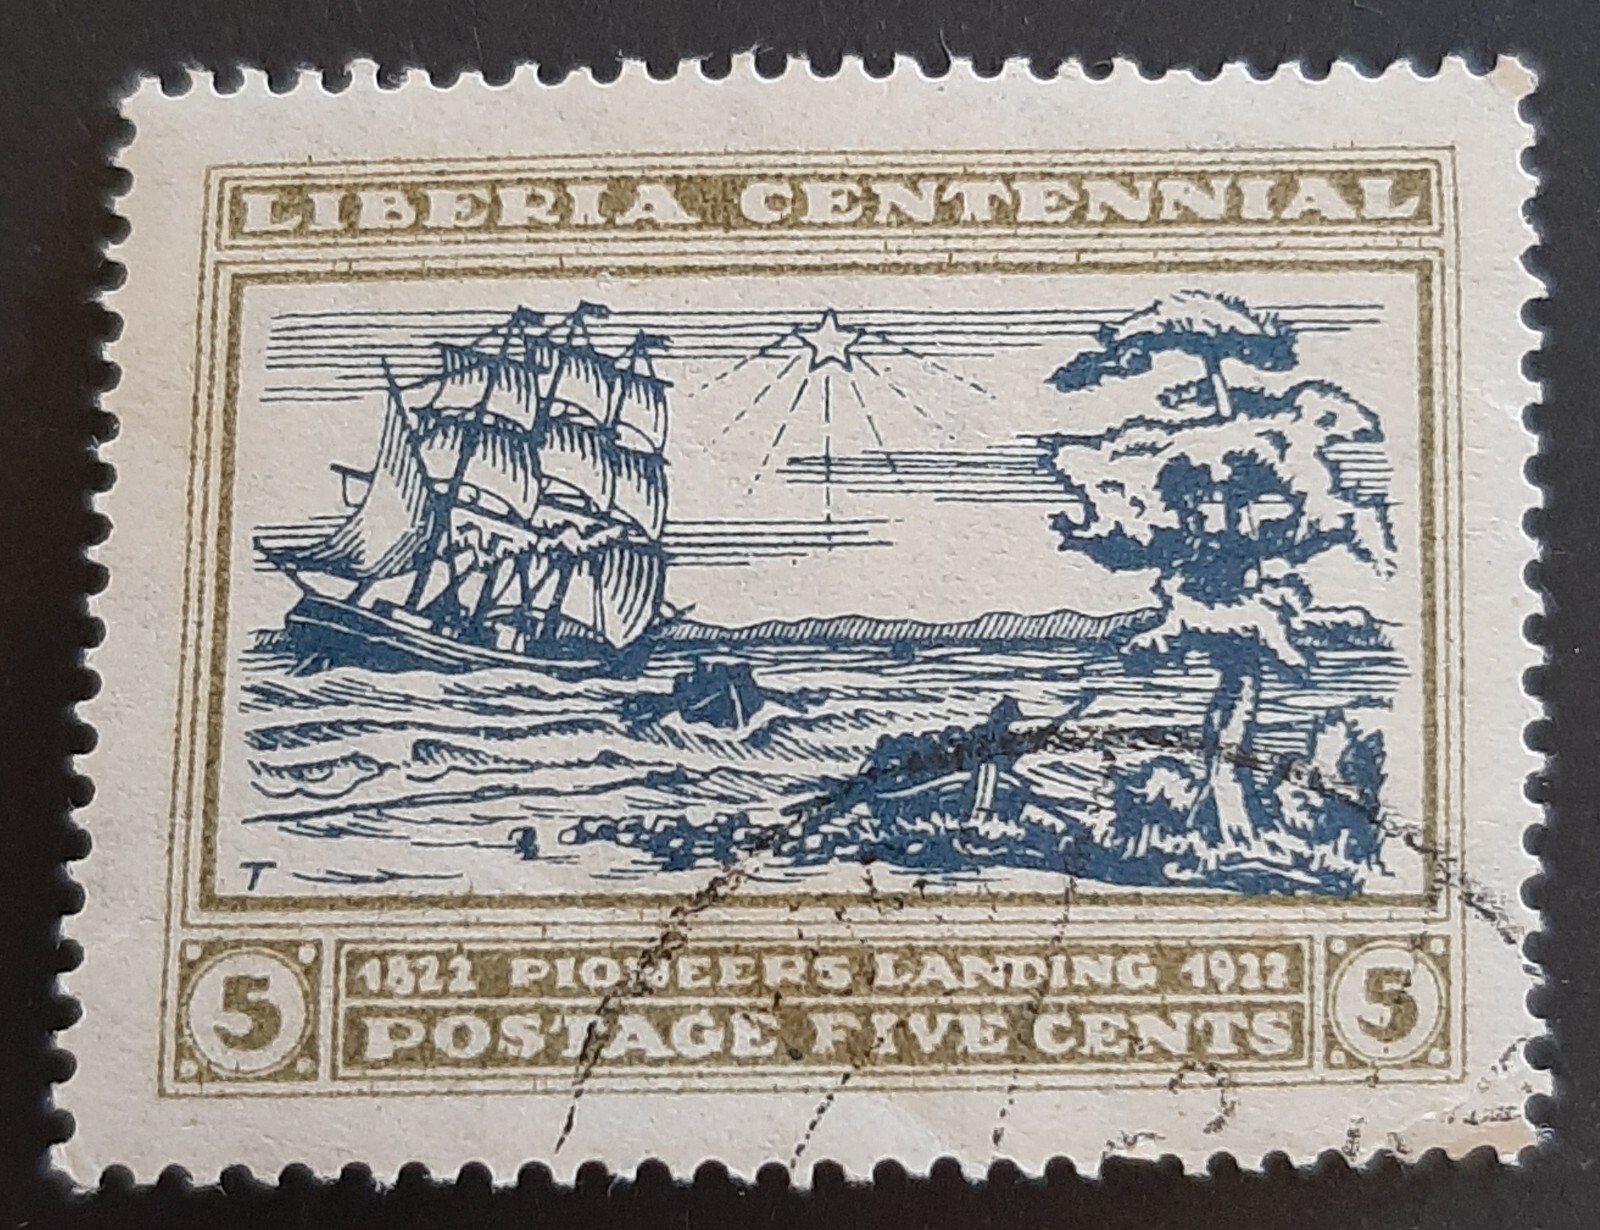 LIBERIA CENTENNIAL
T
5 1822 PIONEERS LANDING 1922 5
POSTAGE FIVE CENTS